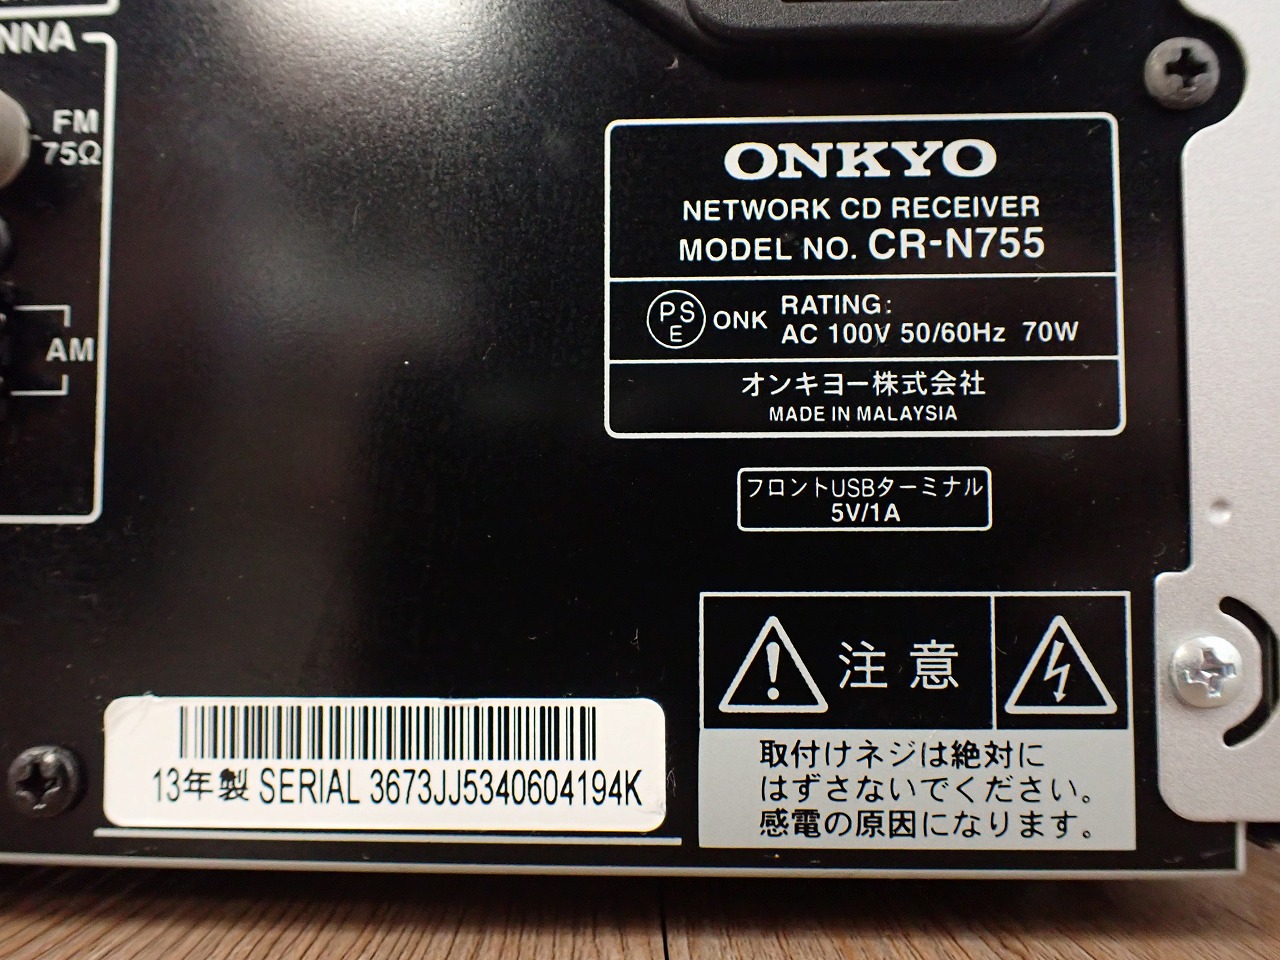 NNA
FM
75Ω
AM
ONKYO
NETWORK CD RECEIVER
MODEL NO. CR-N755
PS
E
ONK
RATING:
AC 100V 50/60Hz 70W
オンキヨー株式会社
MADE IN MALAYSIA
フロントUSBターミナル
5V/1A
注意
取付けネジは絶対に
はずさないでください。
感電の原因になります。
13年製 SERIAL 3673JJ5340604194K